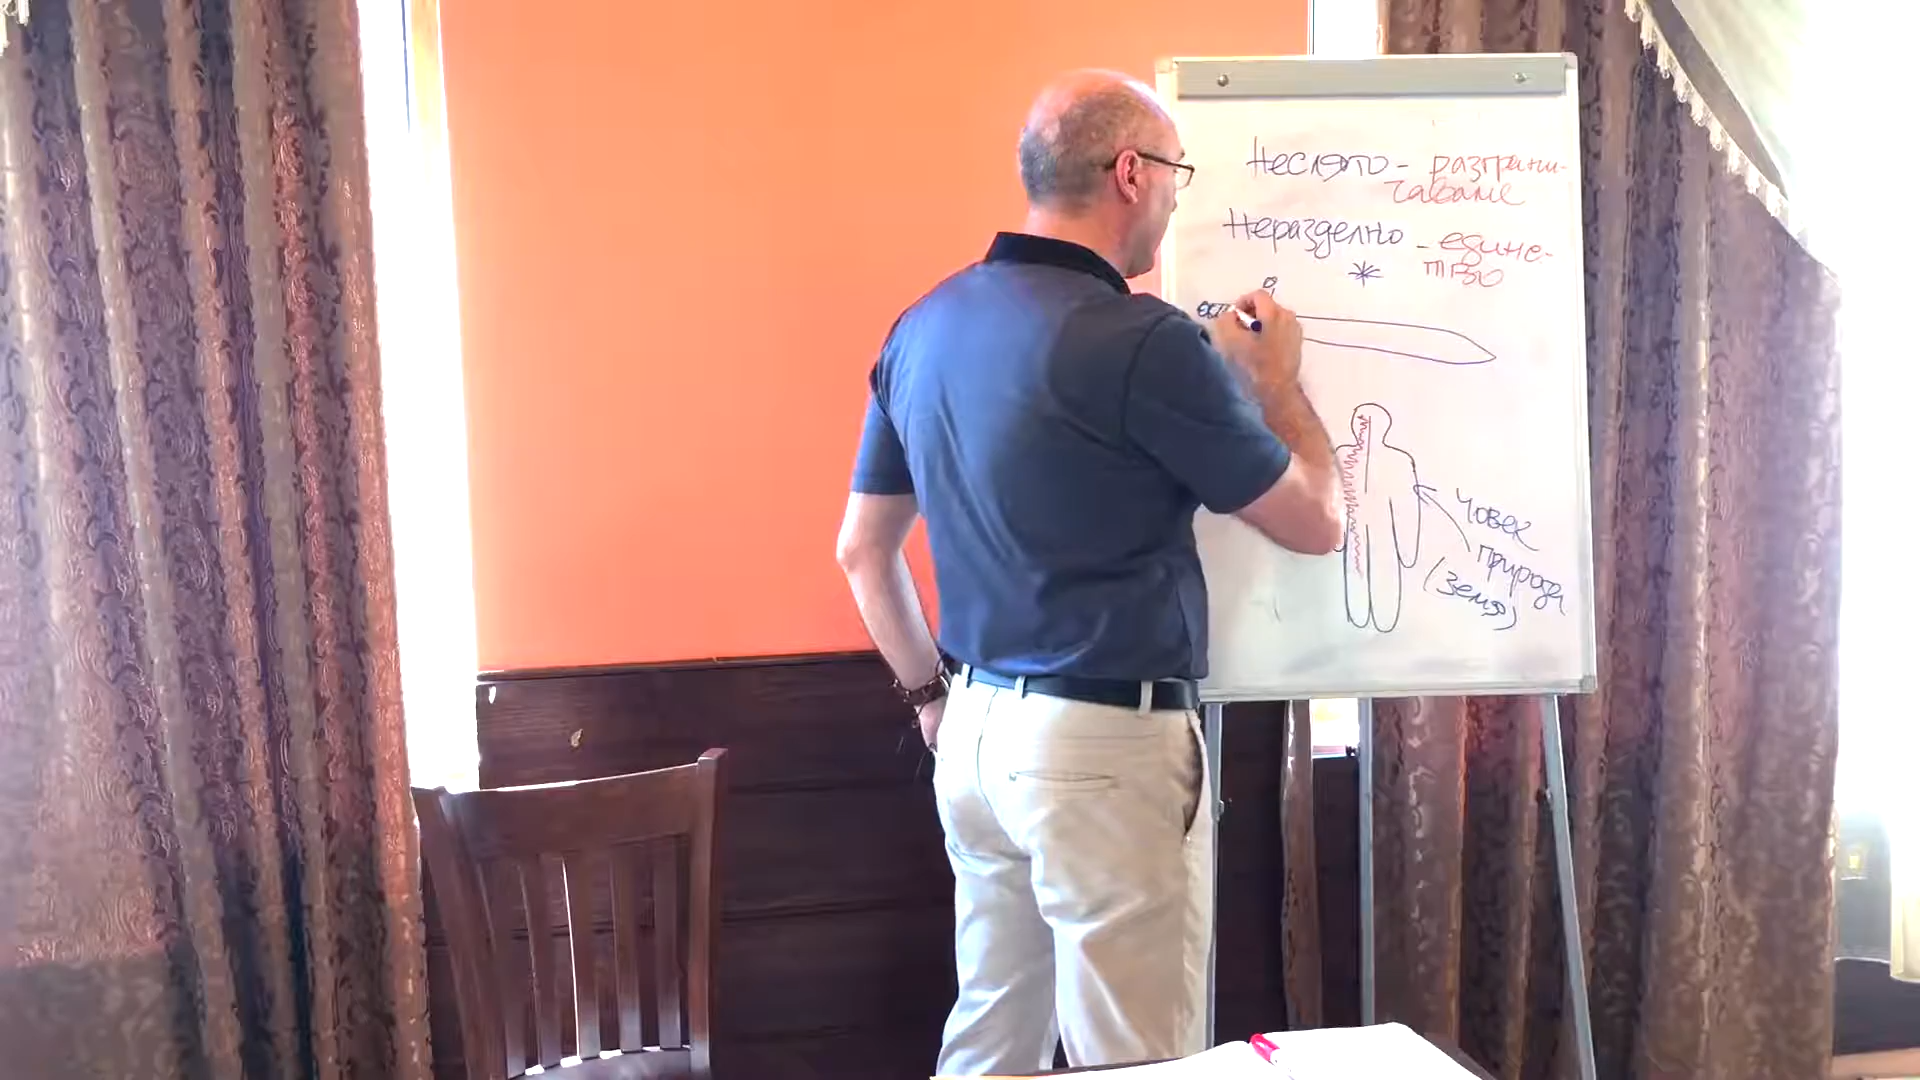 Неслято - разграни-
чаване
Неразделно - единс-
тво
Човек
природа
(земя)